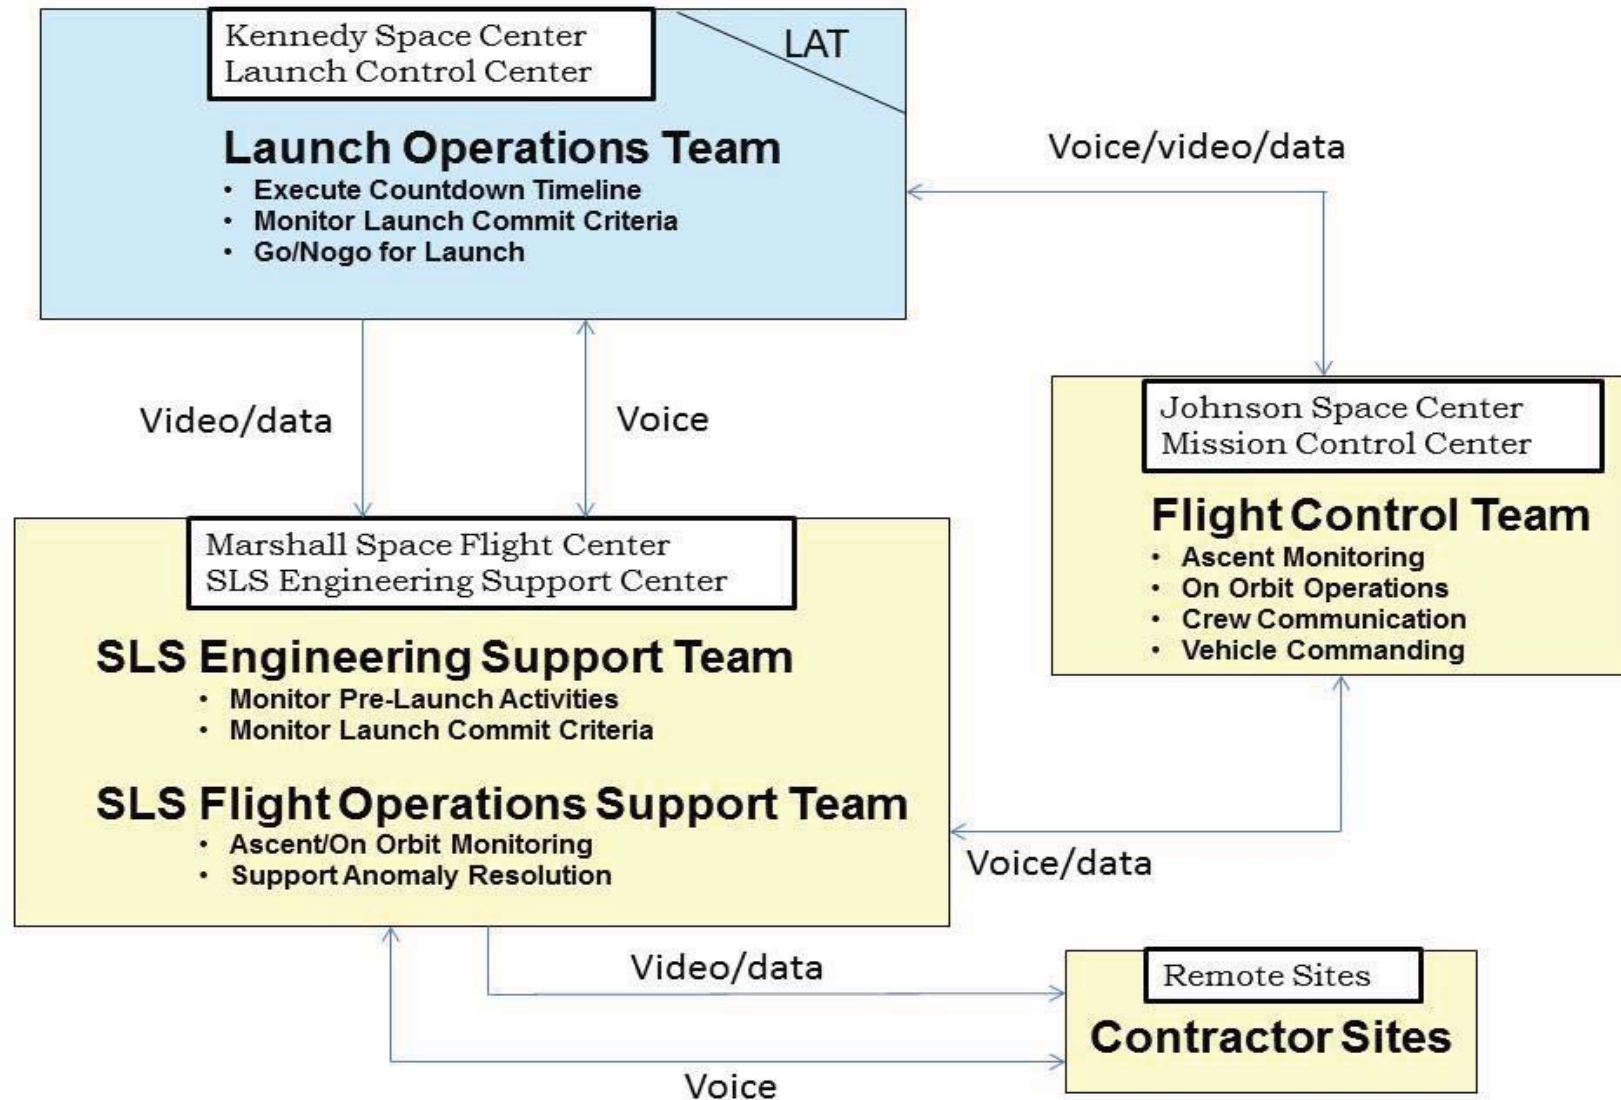 Kennedy Space Center
Launch Control Center
LAT
Launch Operations Team
• Execute Countdown Timeline
• Monitor Launch Commit Criteria
• Go/Nogo for Launch
Voice/video/data
Video/data
Voice
Johnson Space Center
Mission Control Center
Flight Control Team
• Ascent Monitoring
• On Orbit Operations
• Crew Communication
• Vehicle Commanding
Marshall Space Flight Center
SLS Engineering Support Center
SLS Engineering Support Team
• Monitor Pre-Launch Activities
• Monitor Launch Commit Criteria
SLS Flight Operations Support Team
• Ascent/On Orbit Monitoring
• Support Anomaly Resolution
Voice/data
Video/data
Remote Sites
Contractor Sites
Voice